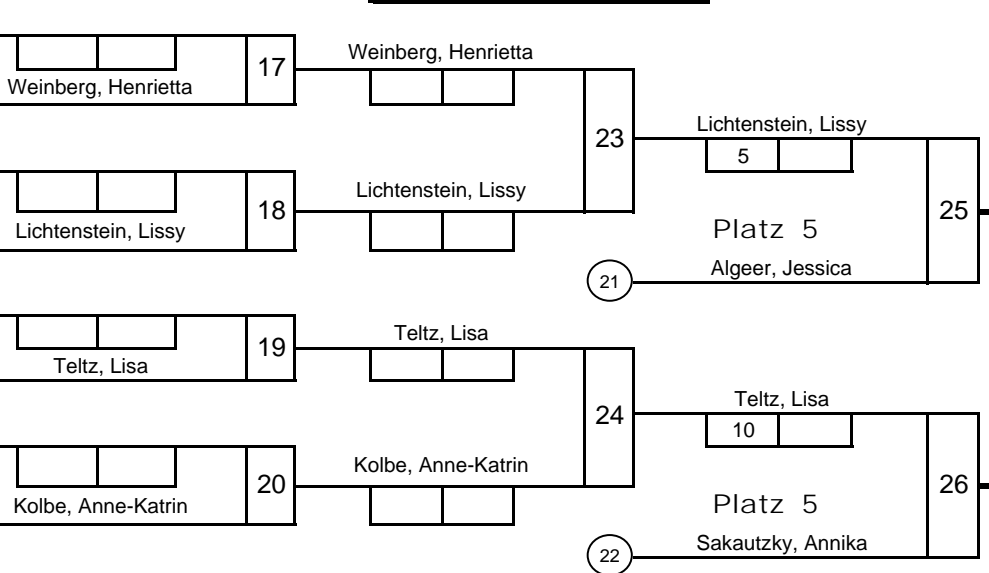 Weinberg, Henrietta
17
Weinberg, Henrietta
23
Lichtenstein, Lissy
5
Lichtenstein, Lissy
18
Lichtenstein, Lissy
25
Platz 5
21
Algeer, Jessica
Teltz, Lisa
19
Teltz, Lisa
24
Teltz, Lisa
10
Kolbe, Anne-Katrin
20
Kolbe, Anne-Katrin
26
Platz 5
22
Sakautzky, Annika